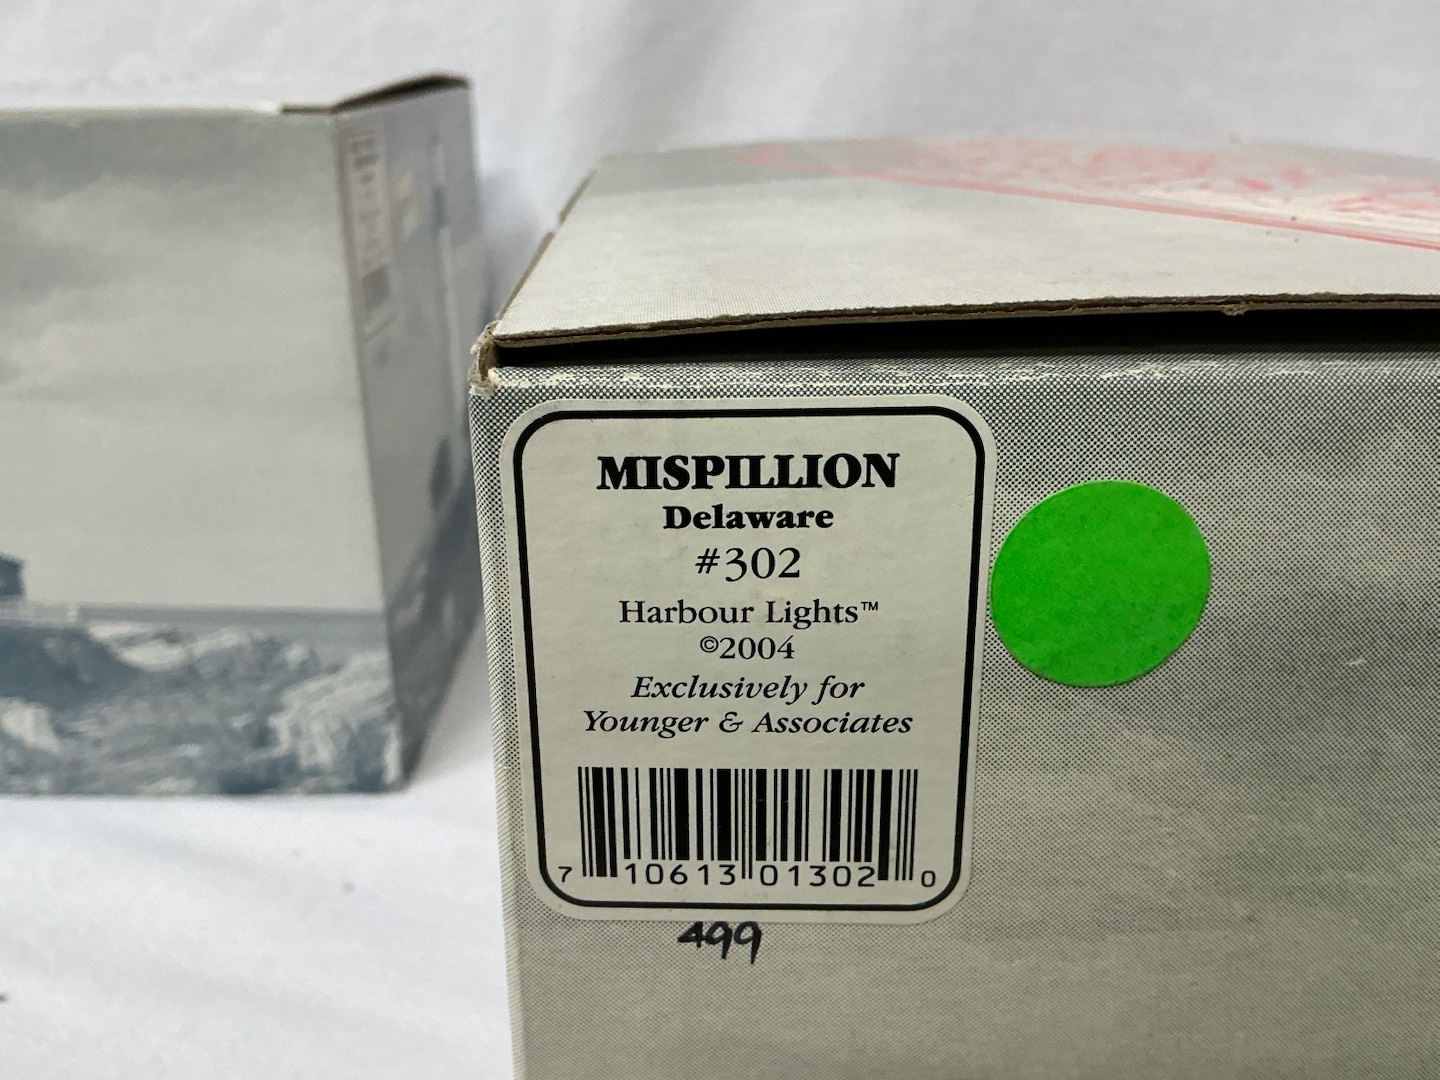 MISPILLION
Delaware
#302
Harbour Lights™
©2004
Exclusively for
Younger & Associates
7 10613 01302 0
499